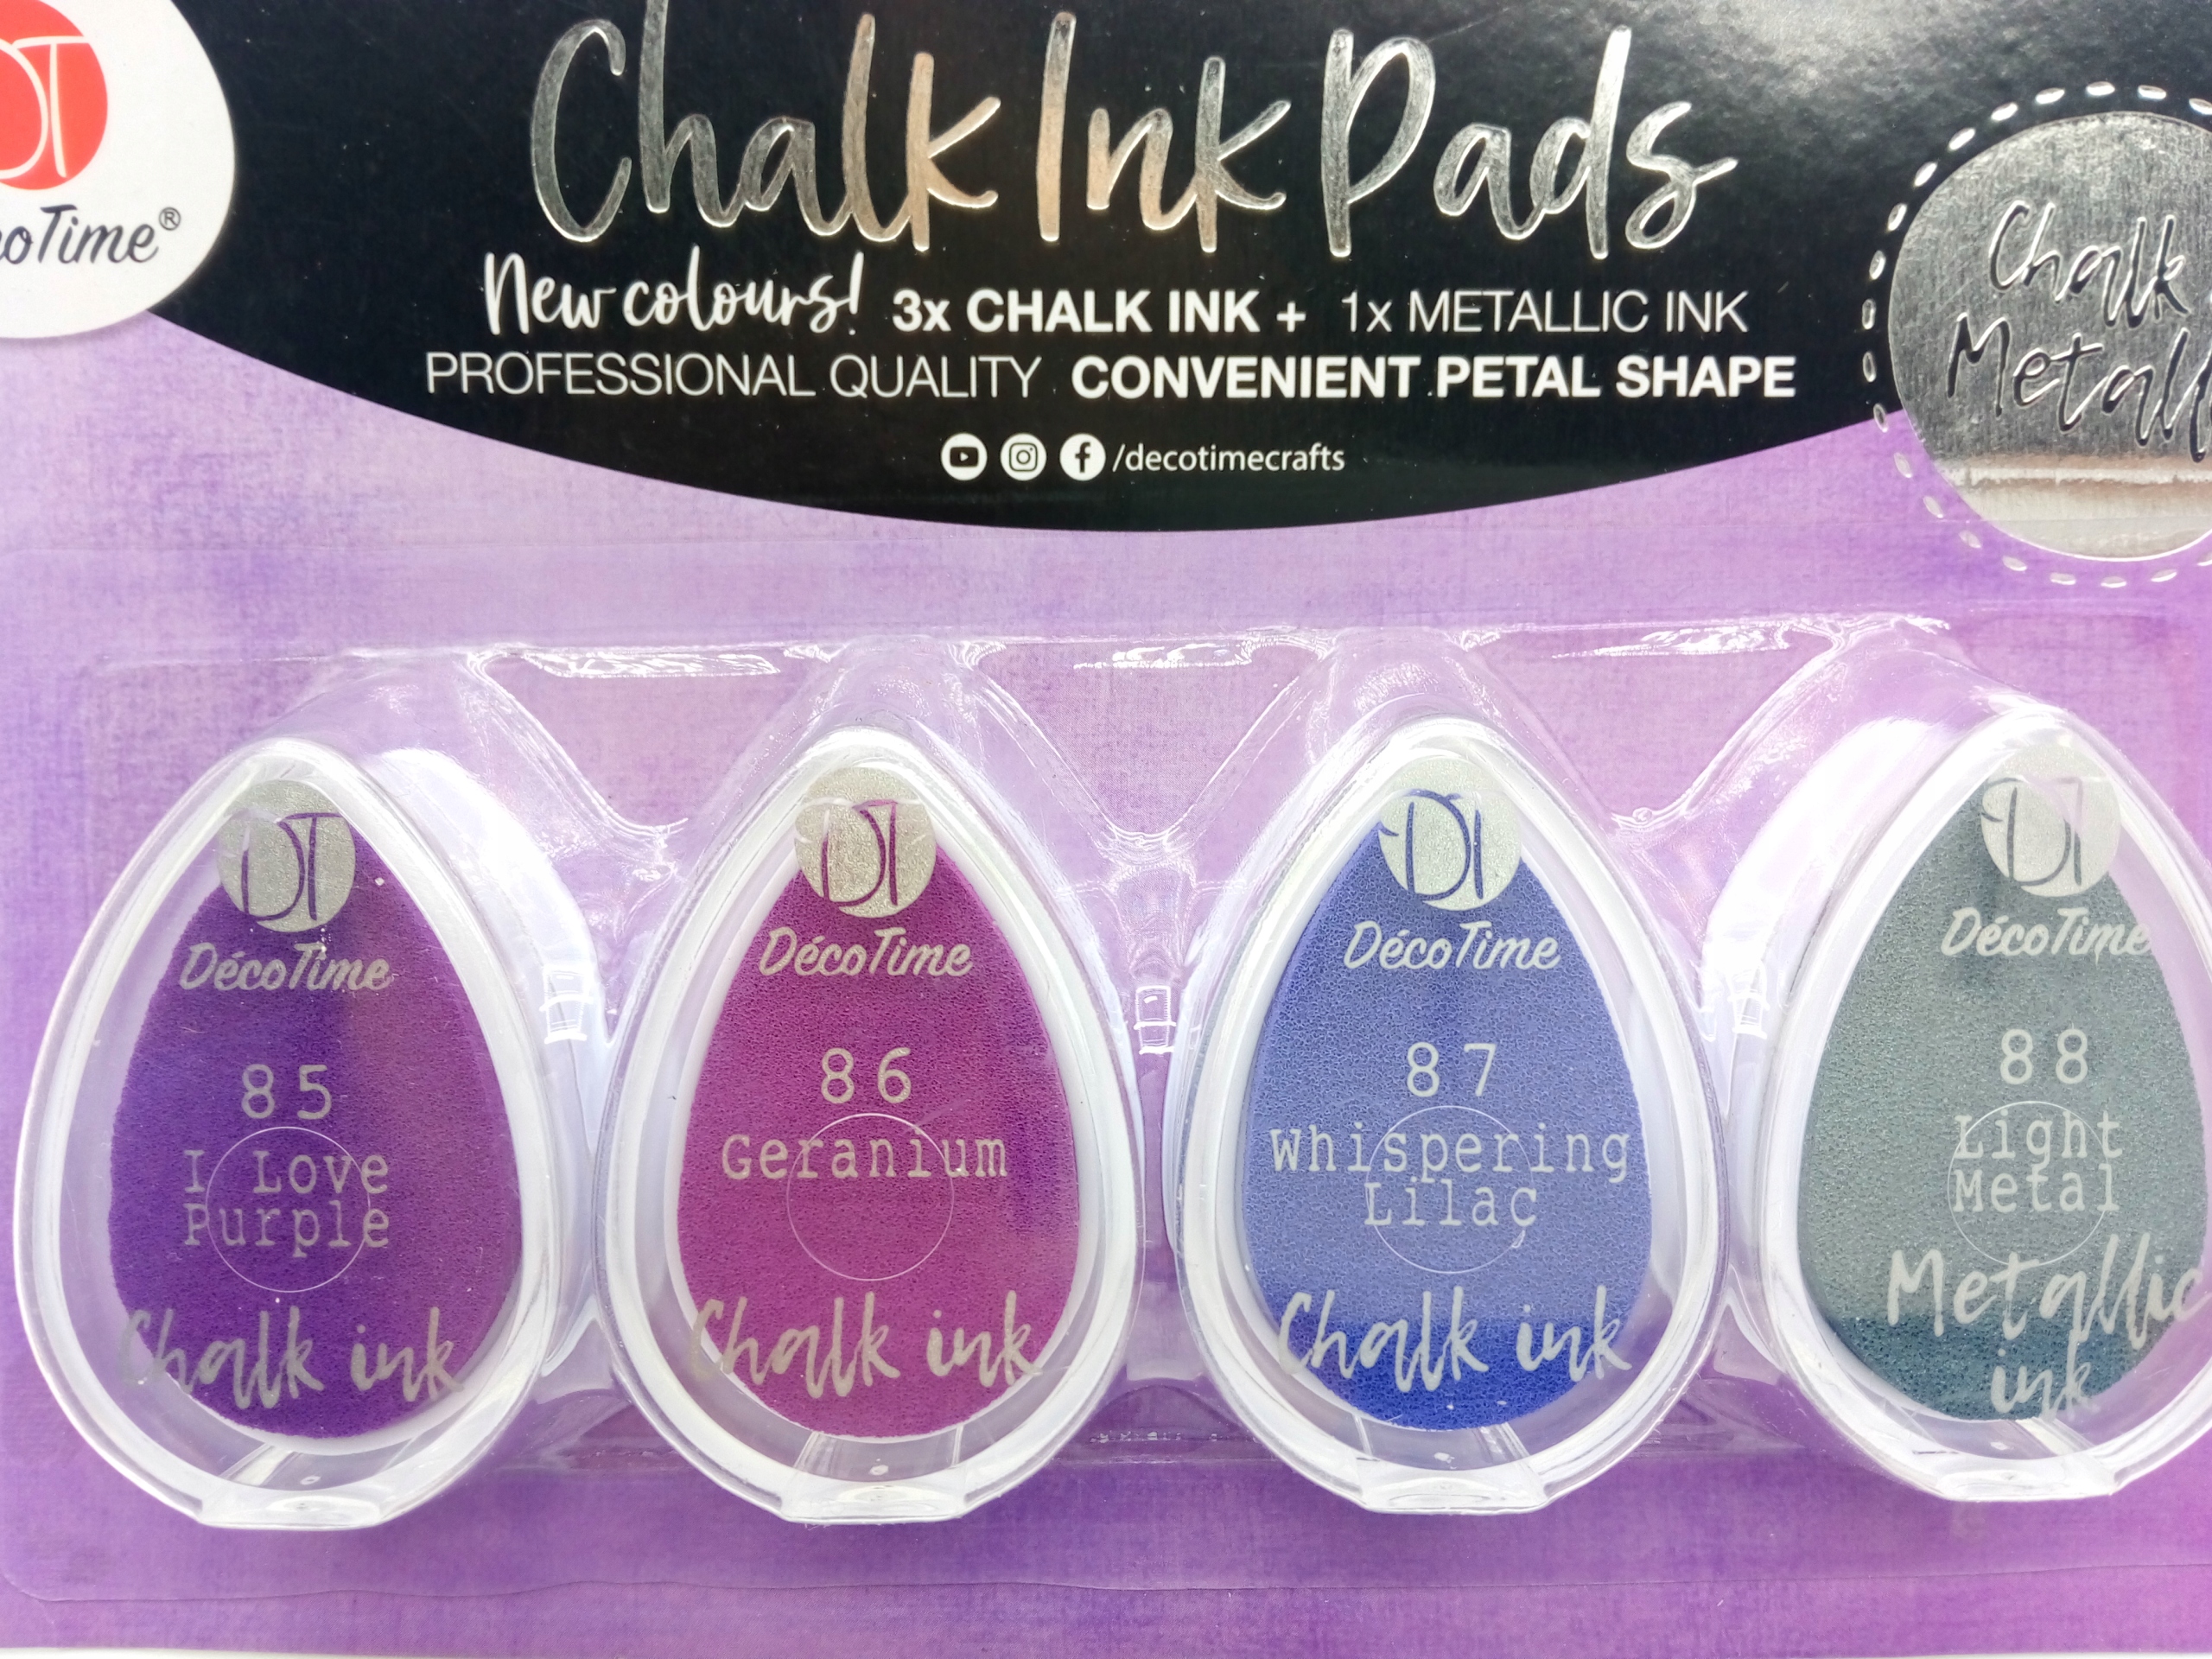 DT
Time®
Chalk Ink Pads
New colours! 3x CHALK INK + 1x METALLIC INK
PROFESSIONAL QUALITY CONVENIENT PETAL SHAPE
/decotimecrafts
Chalk
DT
DécoTime
85
I Love
Purple
Chalk ink
DT
DécoTime
86
Geranium
Chalk ink
DT
DécoTime
87
Whispering
Lilac
Chalk ink
DT
DécoTime
88
Light
Metal
Metallic
ink